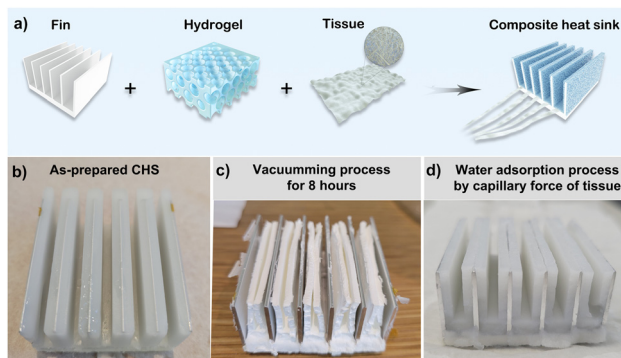 a)
Fin
Hydrogel
Tissue
Composite heat sink
+
+
b)
As-prepared CHS
c)
Vacuumming process
for 8 hours
d)
Water adsorption process
by capillary force of tissue